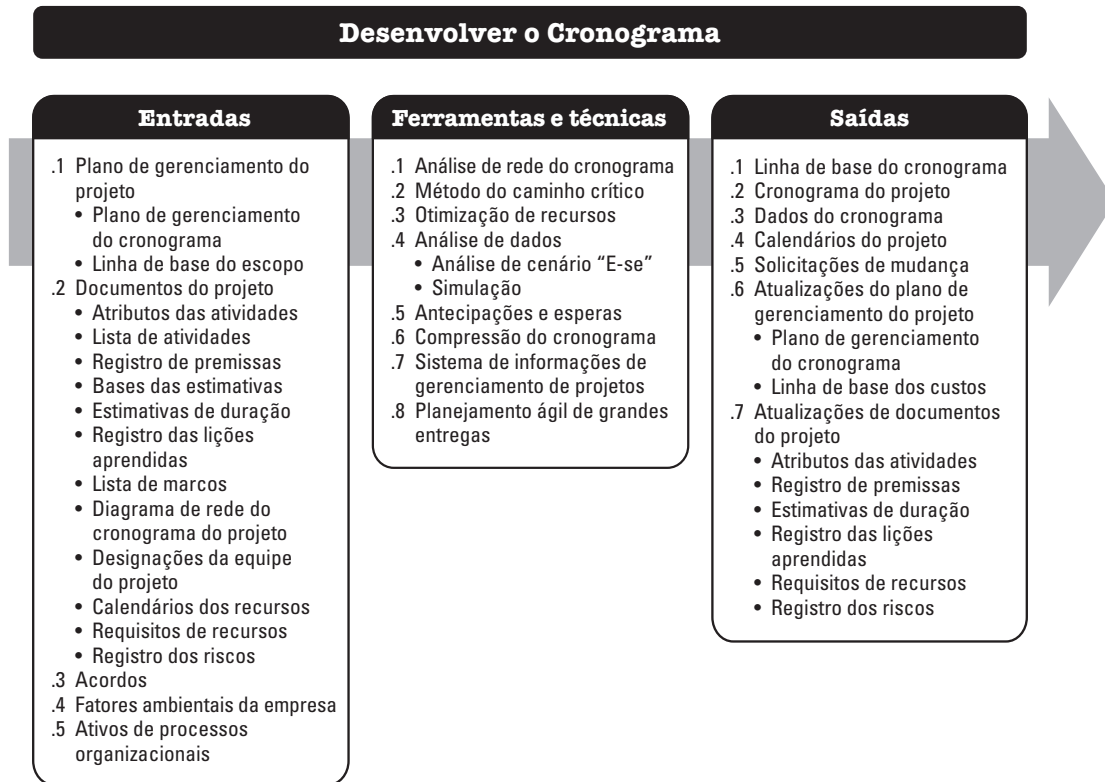 Desenvolver o Cronograma
Entradas
.1 Plano de gerenciamento do
projeto
• Plano de gerenciamento
do cronograma
• Linha de base do escopo
.2 Documentos do projeto
• Atributos das atividades
• Lista de atividades
• Registro de premissas
• Bases das estimativas
• Estimativas de duração
• Registro das lições
aprendidas
• Lista de marcos
• Diagrama de rede do
cronograma do projeto
• Designações da equipe
do projeto
• Calendários dos recursos
• Requisitos de recursos
• Registro dos riscos
.3 Acordos
.4 Fatores ambientais da empresa
.5 Ativos de processos
organizacionais
Ferramentas e técnicas
.1 Análise de rede do cronograma
.2 Método do caminho crítico
.3 Otimização de recursos
.4 Análise de dados
• Análise de cenário “E-se”
• Simulação
.5 Antecipações e esperas
.6 Compressão do cronograma
.7 Sistema de informações de
gerenciamento de projetos
.8 Planejamento ágil de grandes
entregas
Saídas
.1 Linha de base do cronograma
.2 Cronograma do projeto
.3 Dados do cronograma
.4 Calendários do projeto
.5 Solicitações de mudança
.6 Atualizações do plano de
gerenciamento do projeto
• Plano de gerenciamento
do cronograma
• Linha de base dos custos
.7 Atualizações de documentos
do projeto
• Atributos das atividades
• Registro de premissas
• Estimativas de duração
• Registro das lições
aprendidas
• Requisitos de recursos
• Registro dos riscos